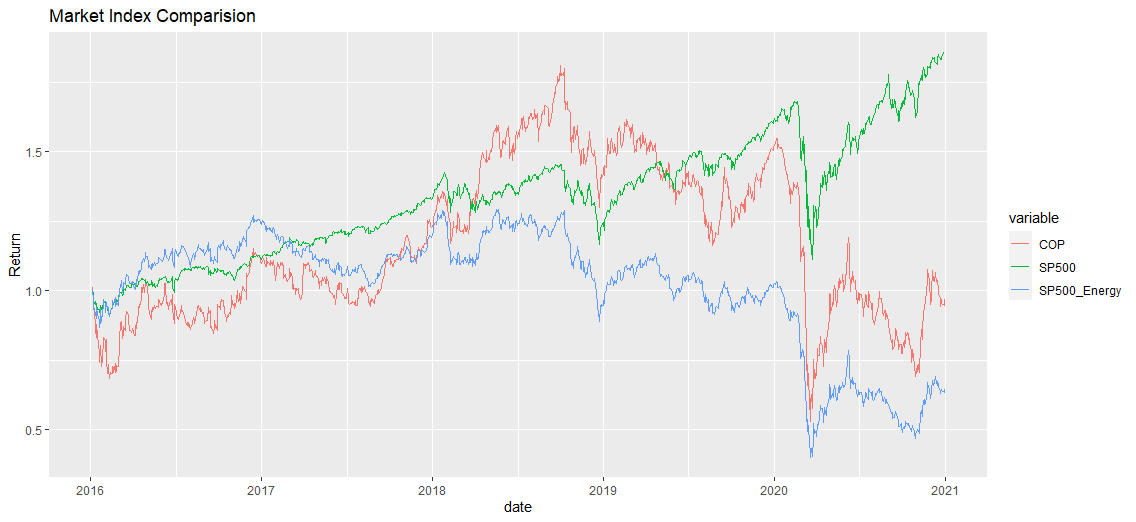 Market Index Comparision
Return
1.5
1.0
0.5
2016 2017 2018 2019 2020 2021
date
variable
COP
SP500
SP500_Energy